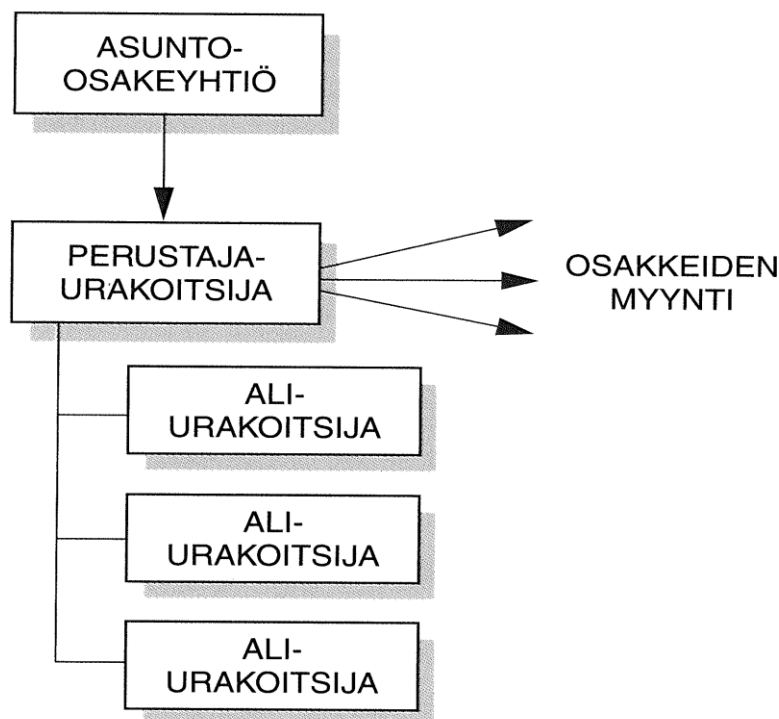 ASUNTO-
OSAKEYHTIÖ
PERUSTAJA-
URAKOITSIJA
OSAKKEIDEN
MYYNTI
ALI-
URAKOITSIJA
ALI-
URAKOITSIJA
ALI-
URAKOITSIJA